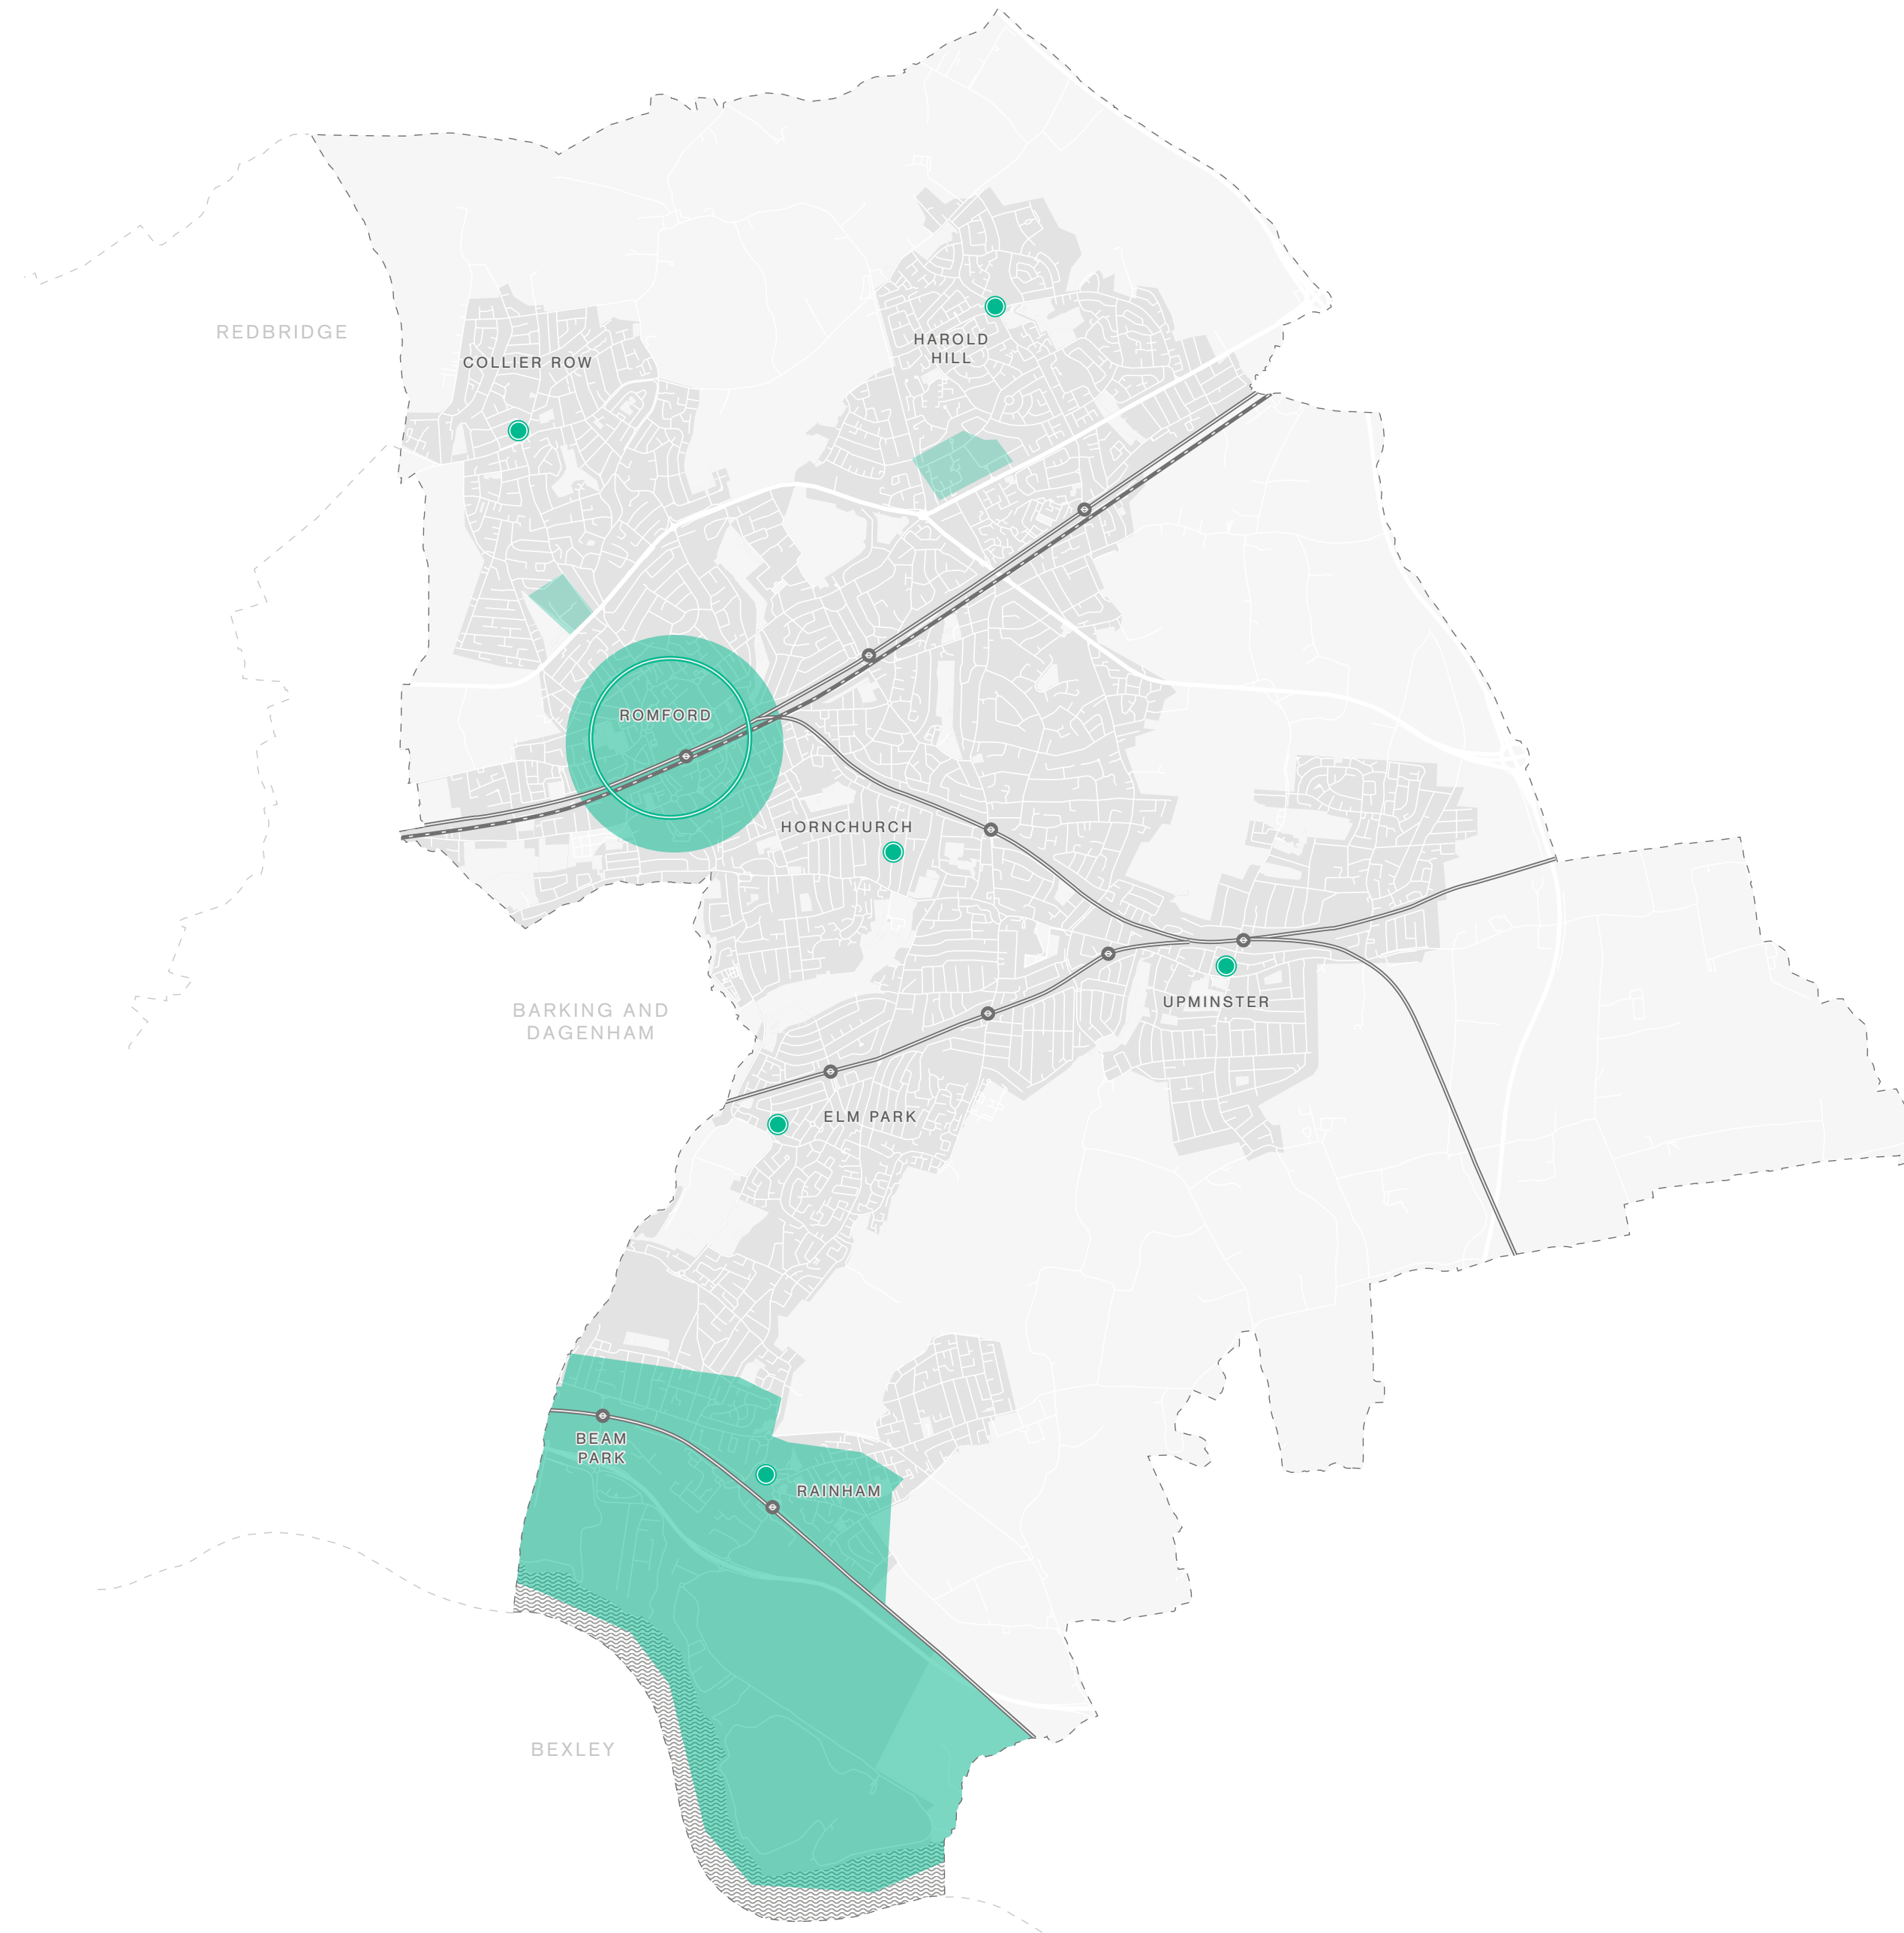 REDBRIDGE
COLLIER ROW
HAROLD
HILL
ROMFORD
HORNCHURCH
UPMINSTER
BARKING AND
DAGENHAM
ELM PARK
BEAM
PARK
RAINHAM
BEXLEY